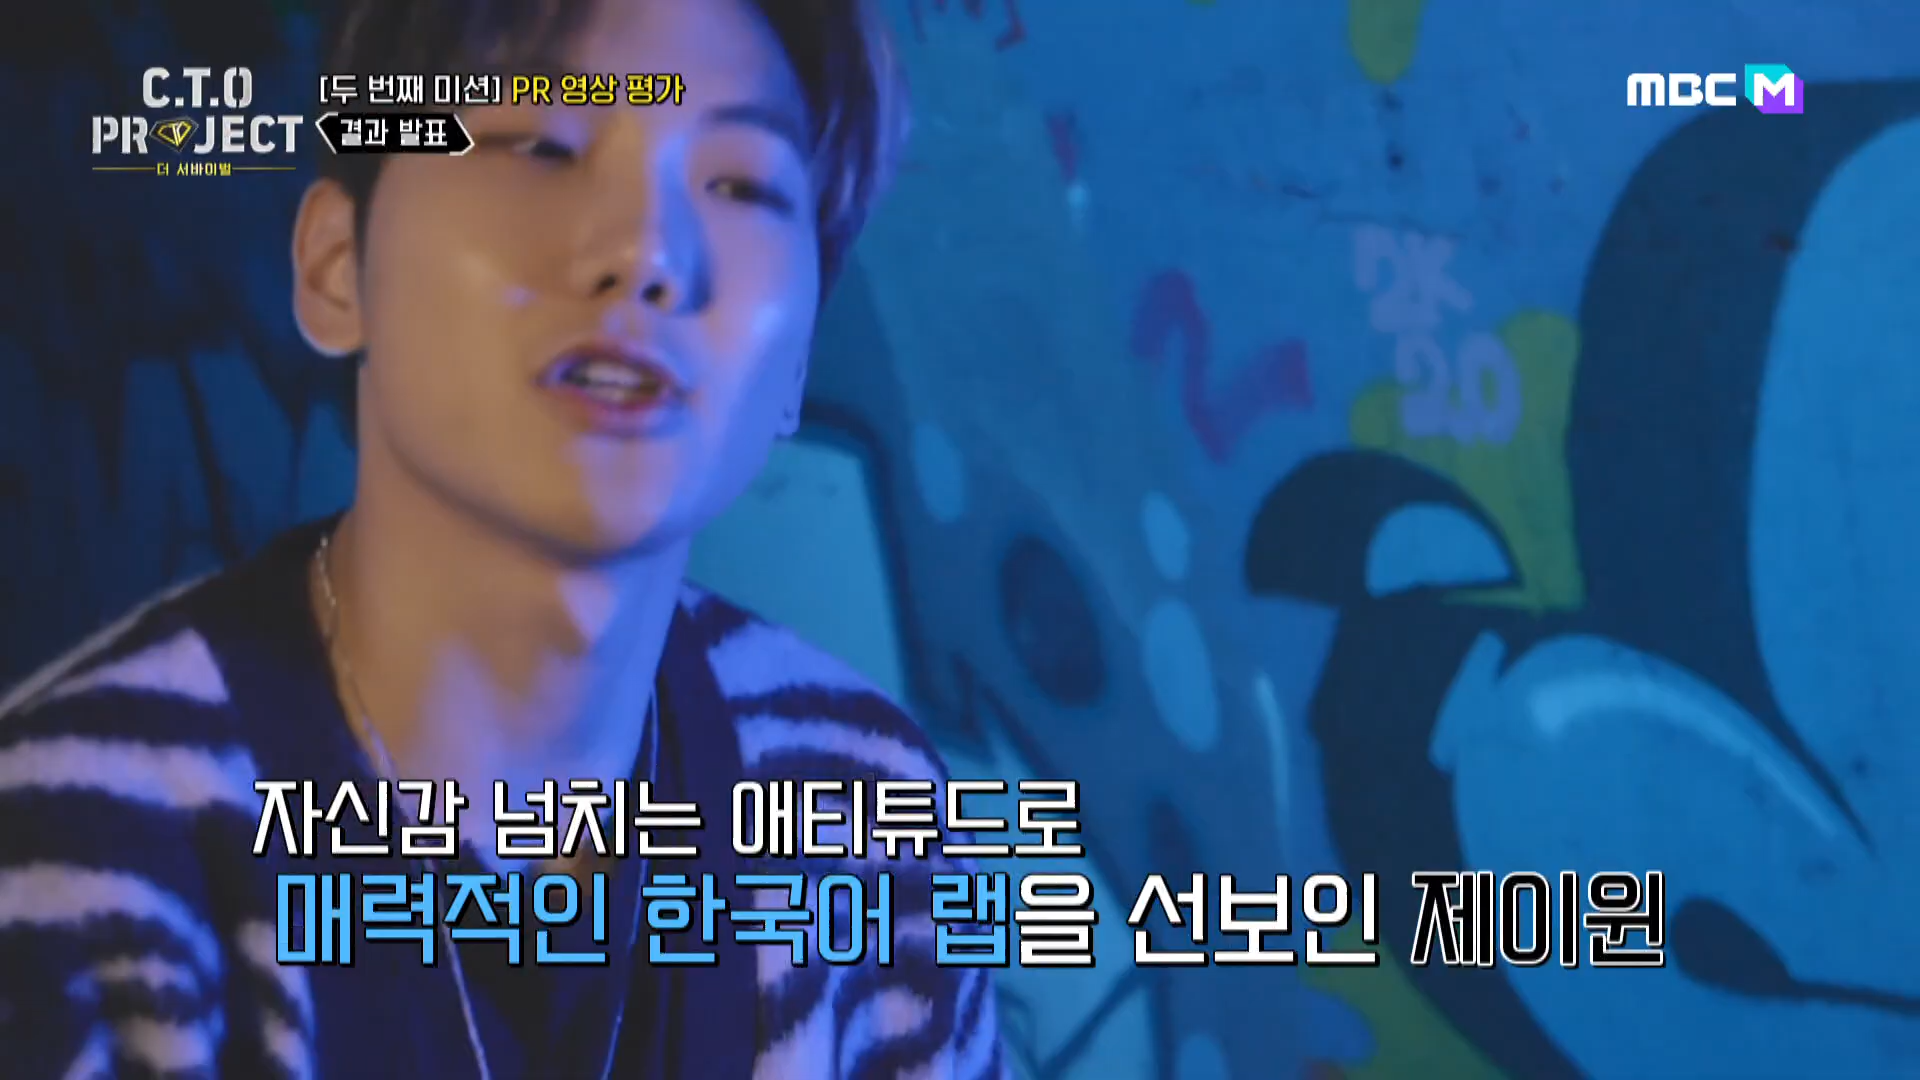 C.T.O
PROJECT
더 서바이벌
[두 번째 미션] PR 영상 평가
결과 발표
MBC M
자신감 넘치는 애티튜드로
매력적인 한국어 랩을 선보인 제이원